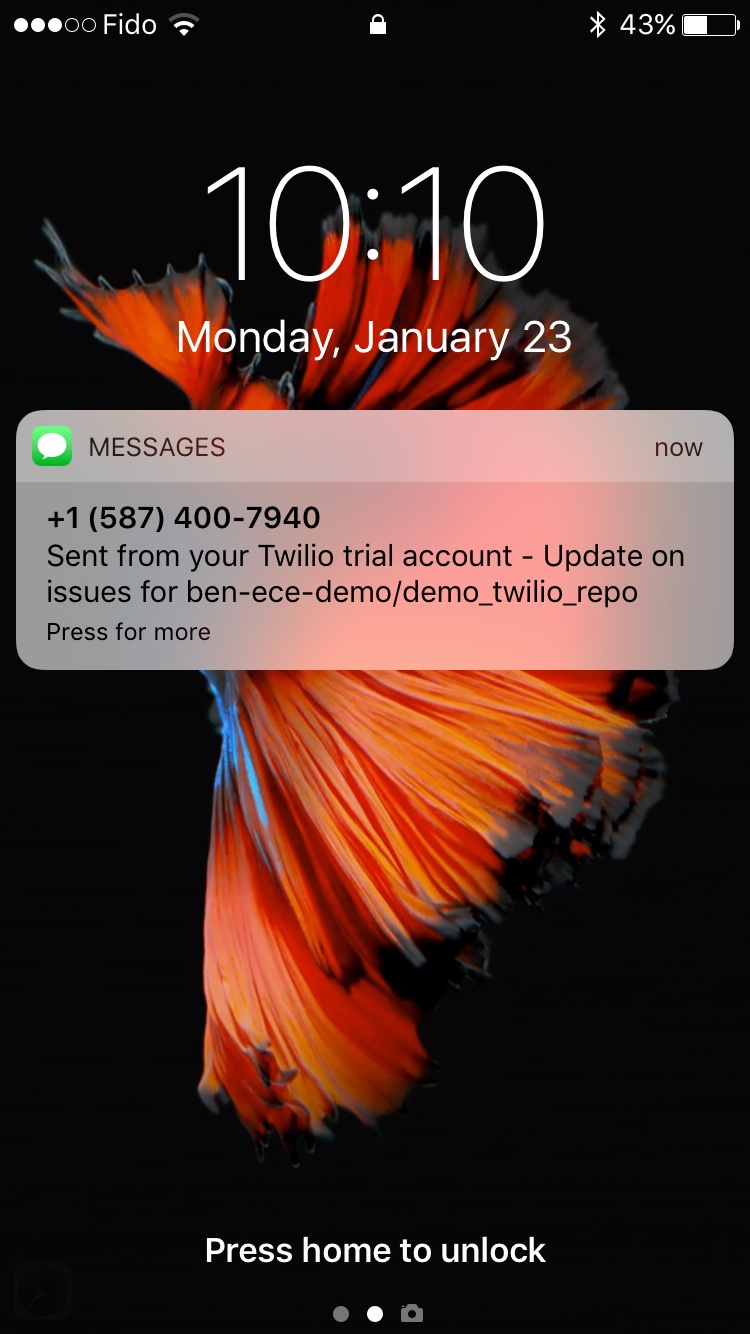 Fido 43%
10:10
Monday, January 23
MESSAGES now
+1 (587) 400-7940
Sent from your Twilio trial account - Update on
issues for ben-ece-demo/demo_twilio_repo
Press for more
Press home to unlock